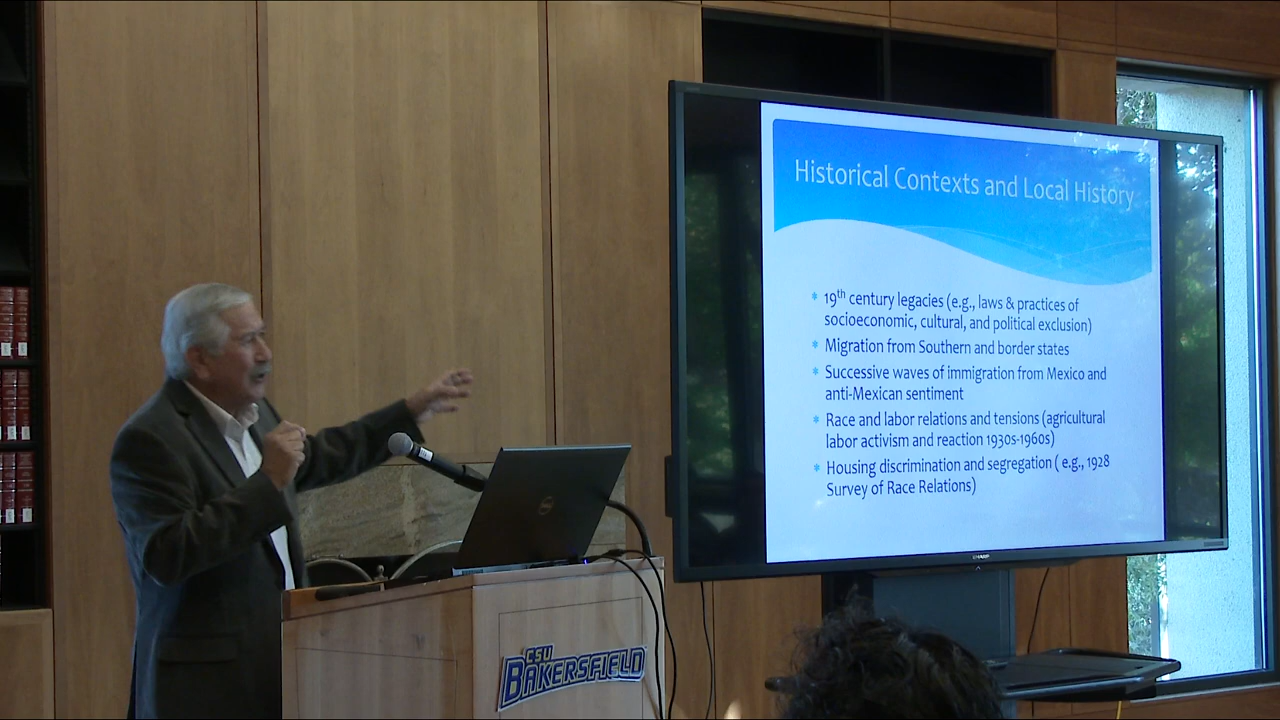 Historical Contexts and Local History
* 19th century legacies (e.g., laws & practices of
socioeconomic, cultural, and political exclusion)
* Migration from Southern and border states
* Successive waves of immigration from Mexico and
anti-Mexican sentiment
* Race and labor relations and tensions (agricultural
labor activism and reaction 1930s-1960s)
* Housing discrimination and segregation ( e.g., 1928
Survey of Race Relations)
SHARP
DELL
CSU
BAKERSFIELD